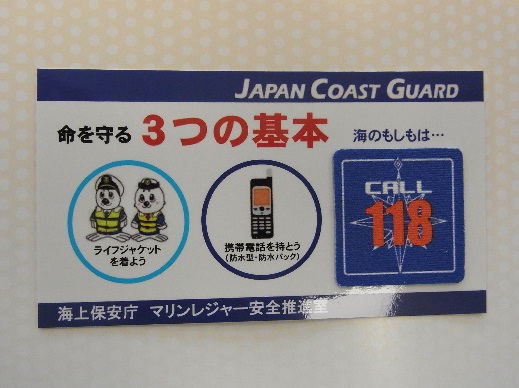 JAPAN COAST GUARD
命を守る 3つの基本
海のもしもは…
ライフジャケット
を着よう
携帯電話を持とう
(防水型・防水パック)
CALL
118
海上保安庁 マリンレジャー安全推進室